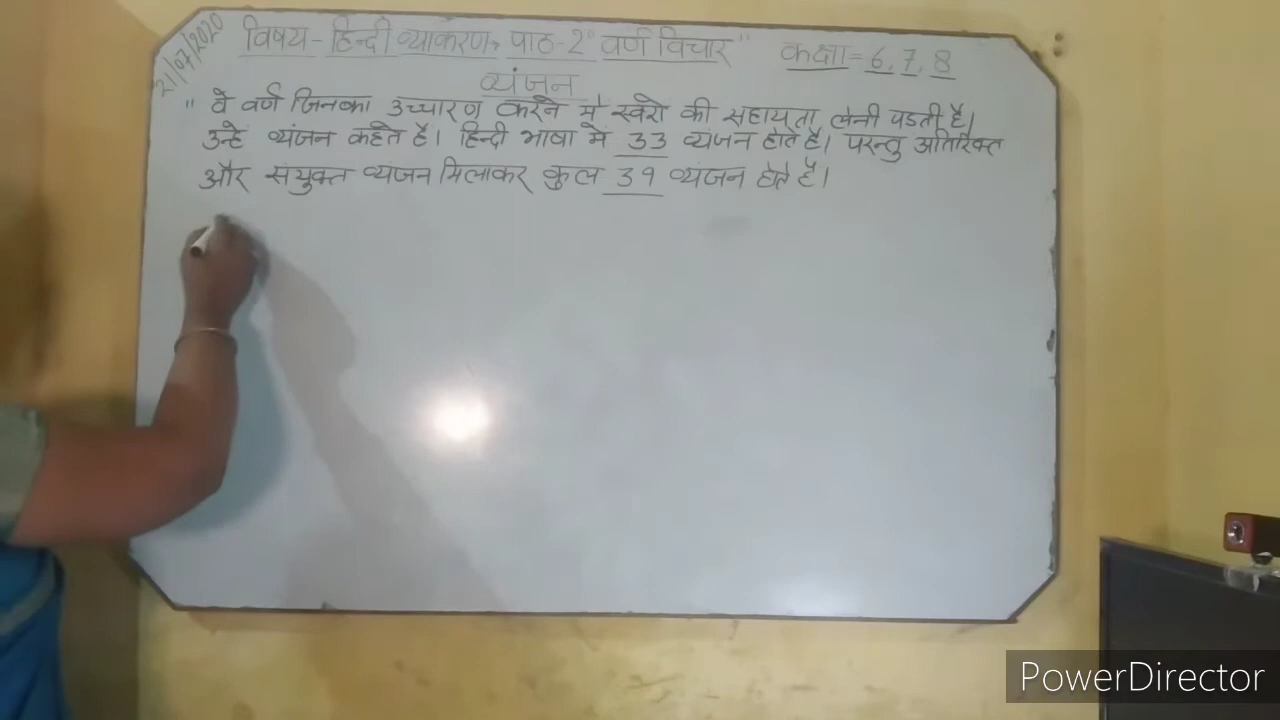 21/07/2020
विषय - हिन्दी व्याकरण, पाठ-2 "वर्ण विचार" कक्षा = 6, 7, 8
व्यंजन
" वे वर्ण जिनका उच्चारण करने मे स्वरो की सहायता लेनी पडती है।
उन्हे व्यंजन कहते है। हिन्दी भाषा मे 33 व्यंजन होते है। परन्तु अतिरिक्त
और संयुक्त व्यजन मिलाकर कुल 39 व्यंजन होते है।
PowerDirector